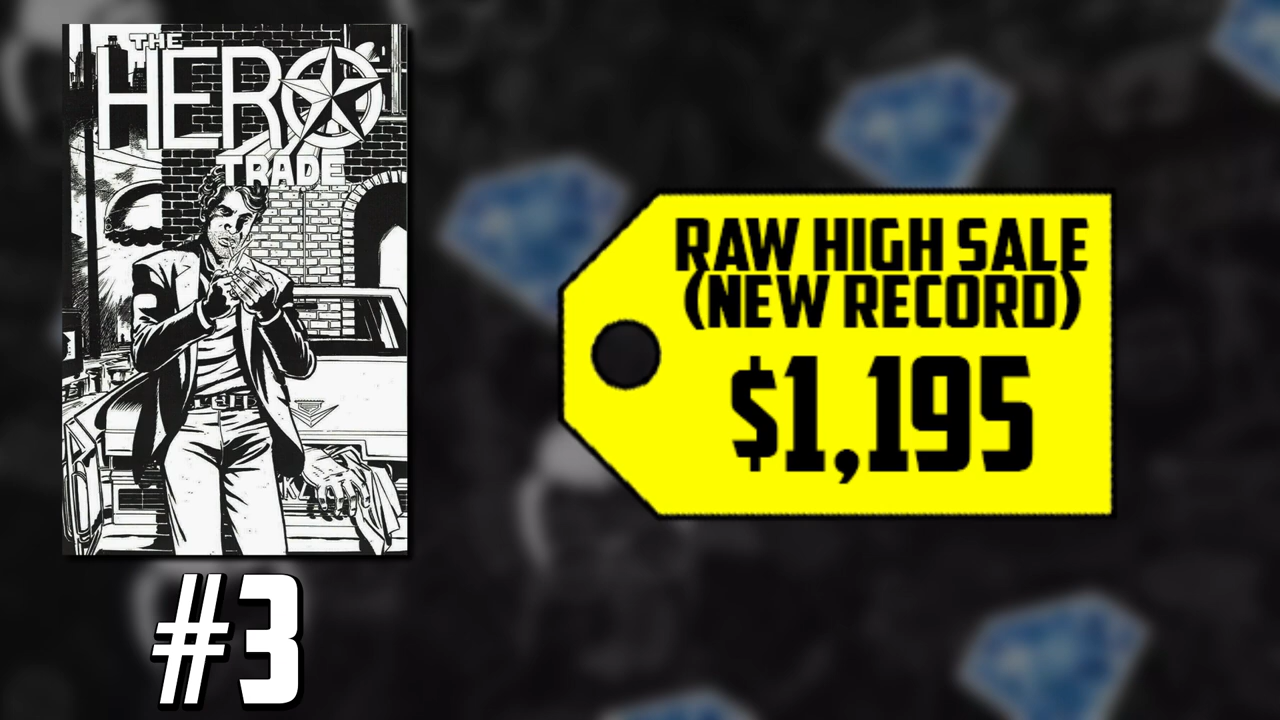 THE
HERO
TRADE
#3
RAW HIGH SALE
(NEW RECORD)
$1,195